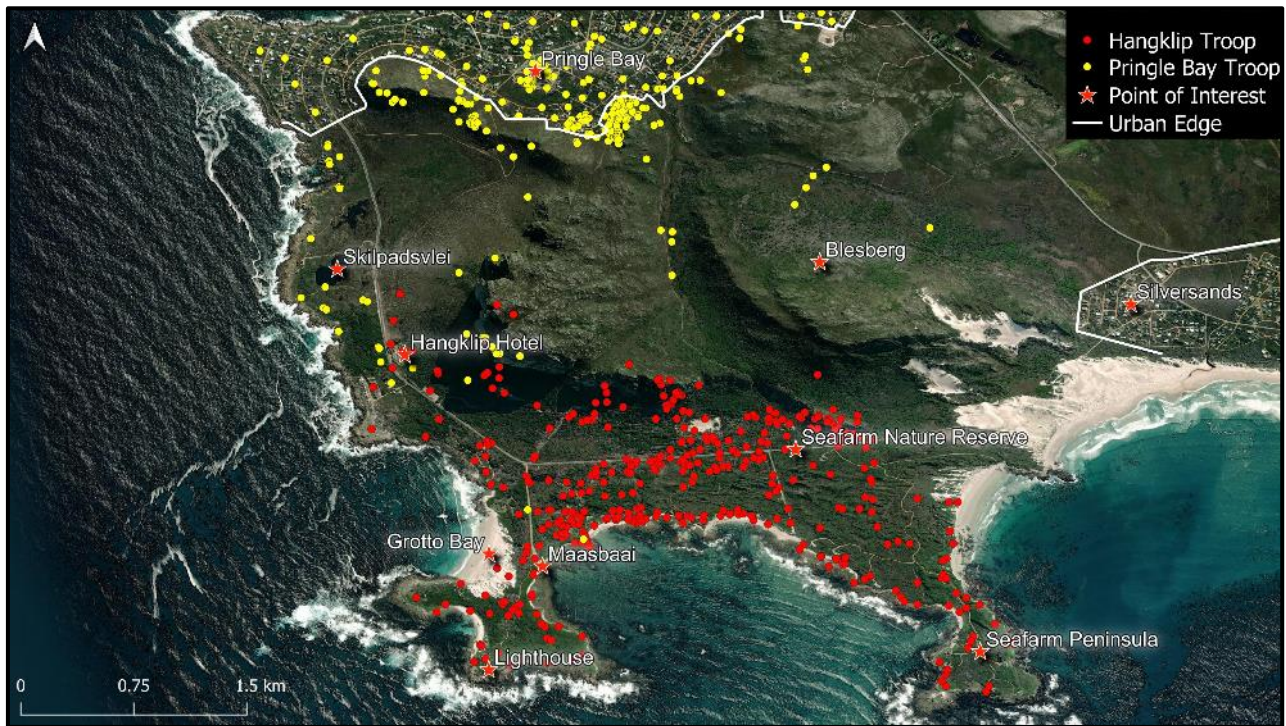 Hangklip Troop
Pringle Bay Troop
Point of Interest
Urban Edge
Pringle Bay
Skilpadsvlei
Blesberg
Silversands
Hangklip Hotel
Seafarm Nature Reserve
Grotto Bay
Maasbaai
Seafarm Peninsula
Lighthouse
0 0.75 1.5 km